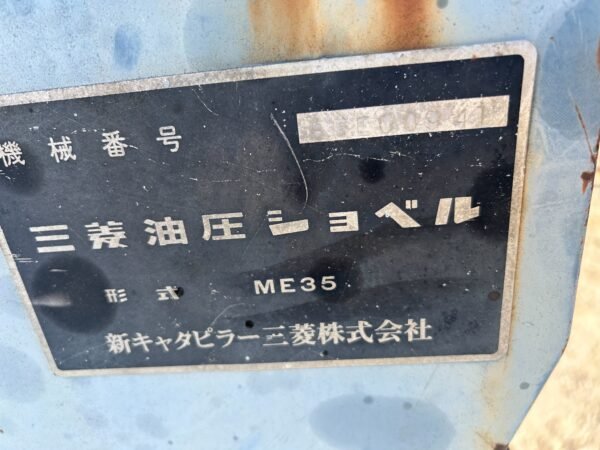 機械番号
三菱油圧ショベル
形式 ME35
新キャタピラー三菱株式会社